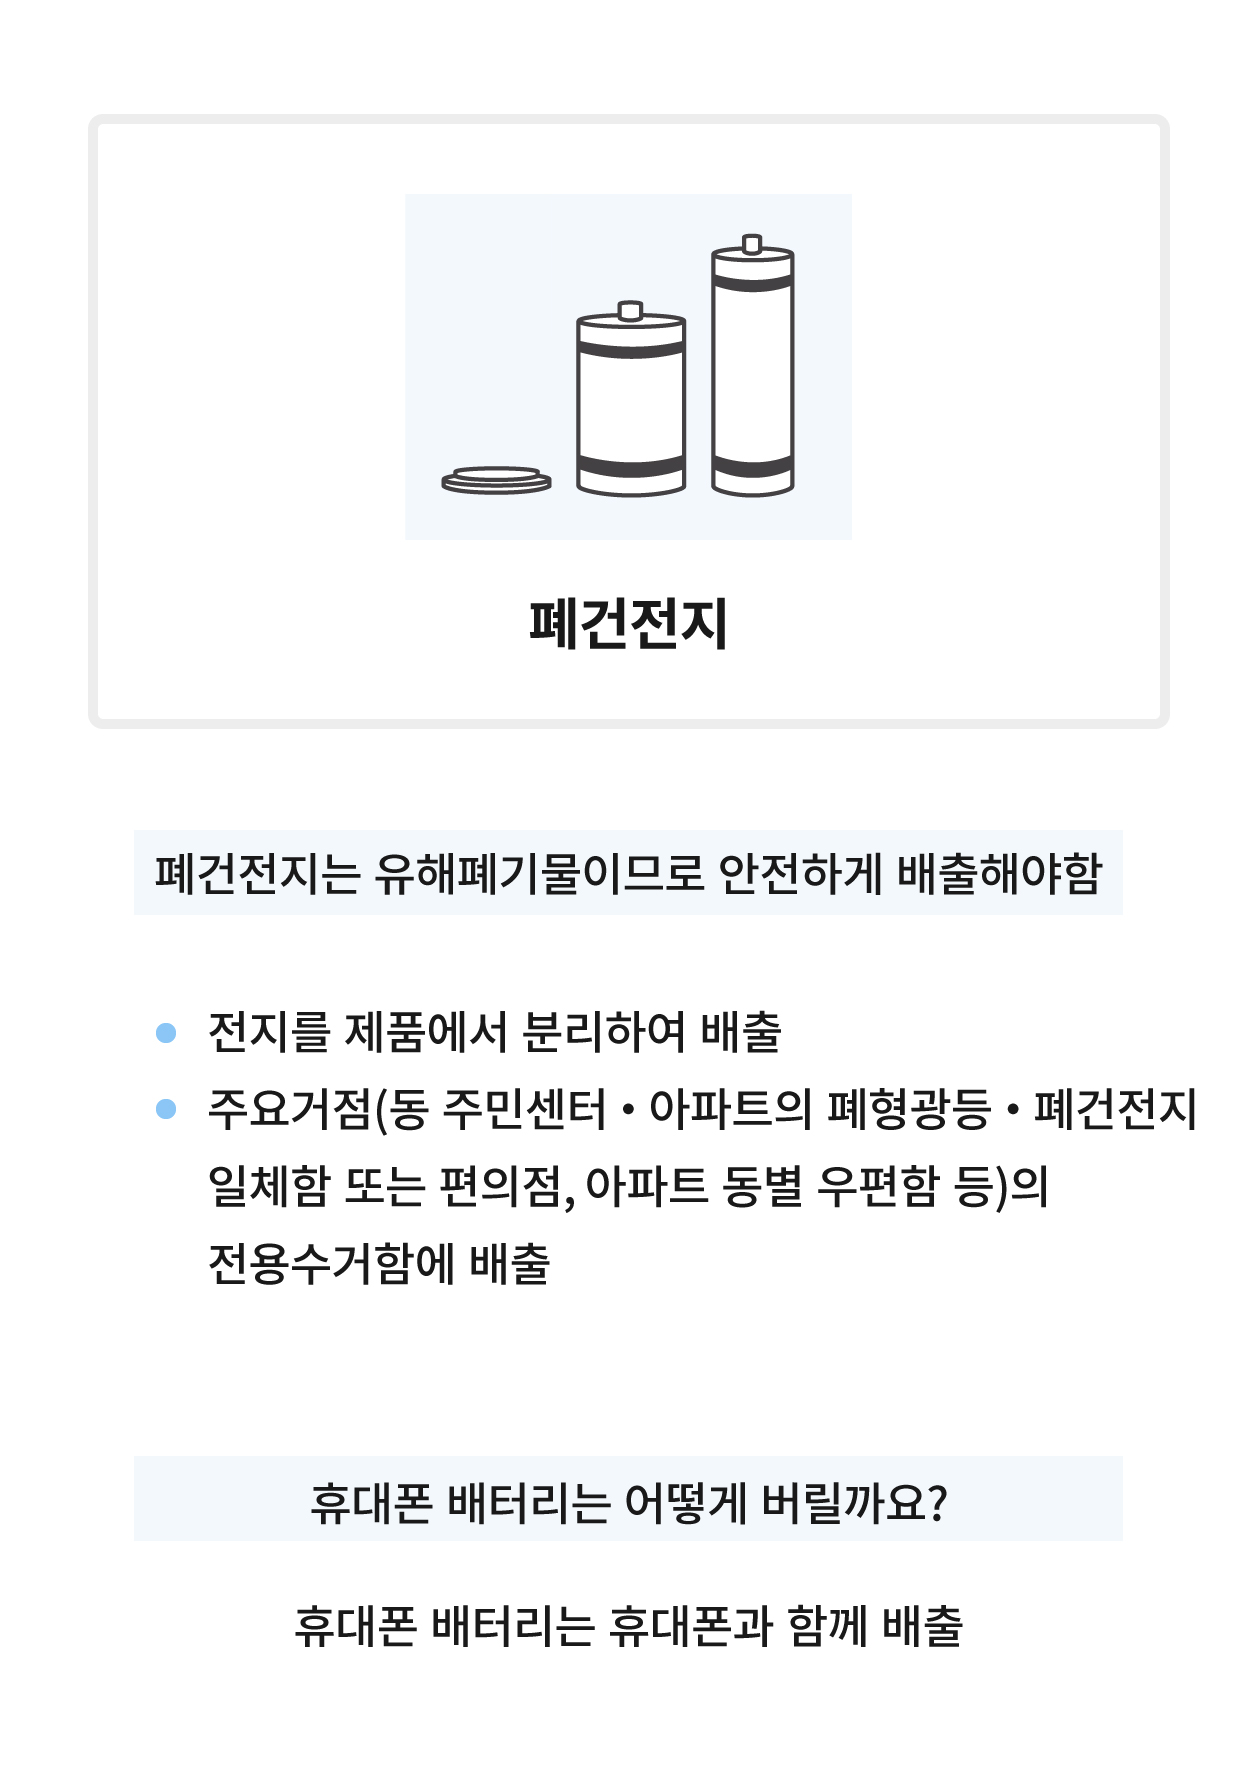 폐건전지
폐건전지는 유해폐기물이므로 안전하게 배출해야함
● 전지를 제품에서 분리하여 배출
● 주요거점(동 주민센터・아파트의 폐형광등・폐건전지
일체함 또는 편의점, 아파트 동별 우편함 등)의
전용수거함에 배출
휴대폰 배터리는 어떻게 버릴까요?
휴대폰 배터리는 휴대폰과 함께 배출